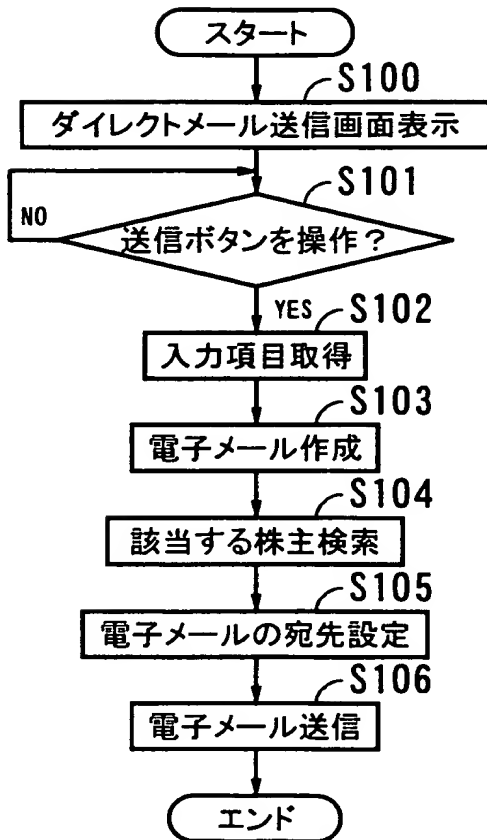 スタート
S100
ダイレクトメール送信画面表示
S101
NO
送信ボタンを操作？
YES
S102
入力項目取得
S103
電子メール作成
S104
該当する株主検索
S105
電子メールの宛先設定
S106
電子メール送信
エンド